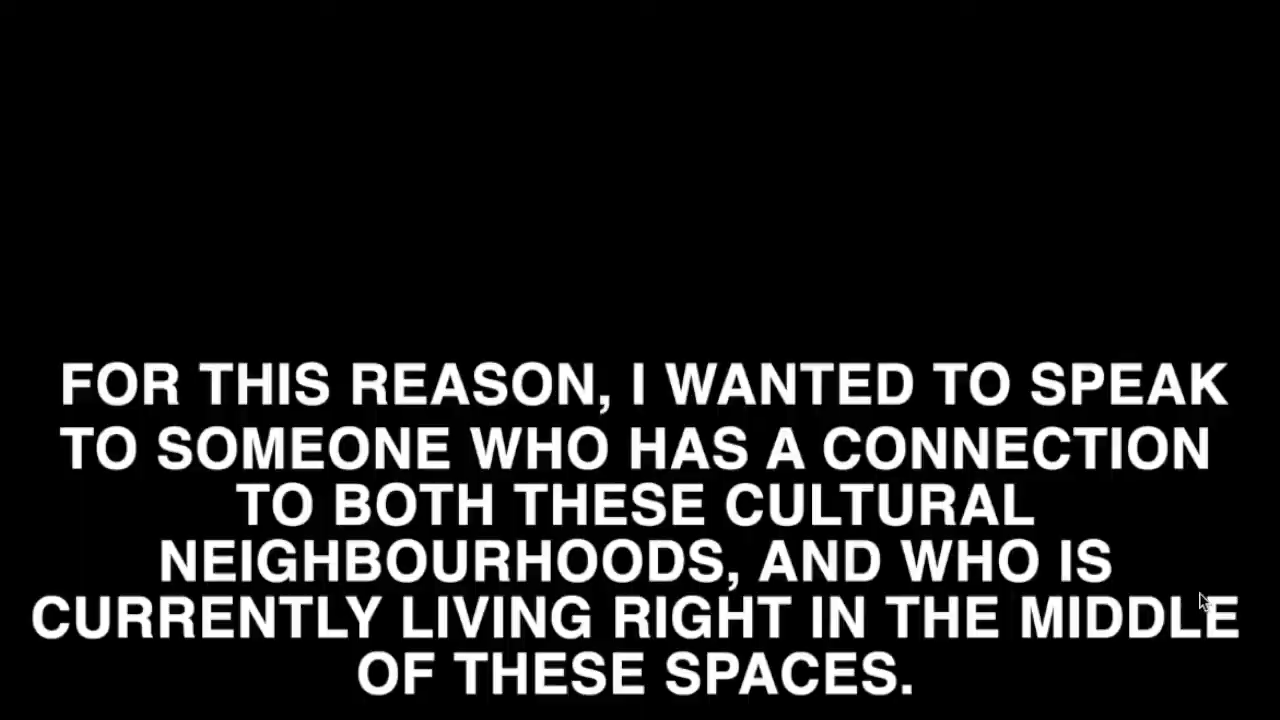 FOR THIS REASON, I WANTED TO SPEAK
TO SOMEONE WHO HAS A CONNECTION
TO BOTH THESE CULTURAL
NEIGHBOURHOODS, AND WHO IS
CURRENTLY LIVING RIGHT IN THE MIDDLE
OF THESE SPACES.